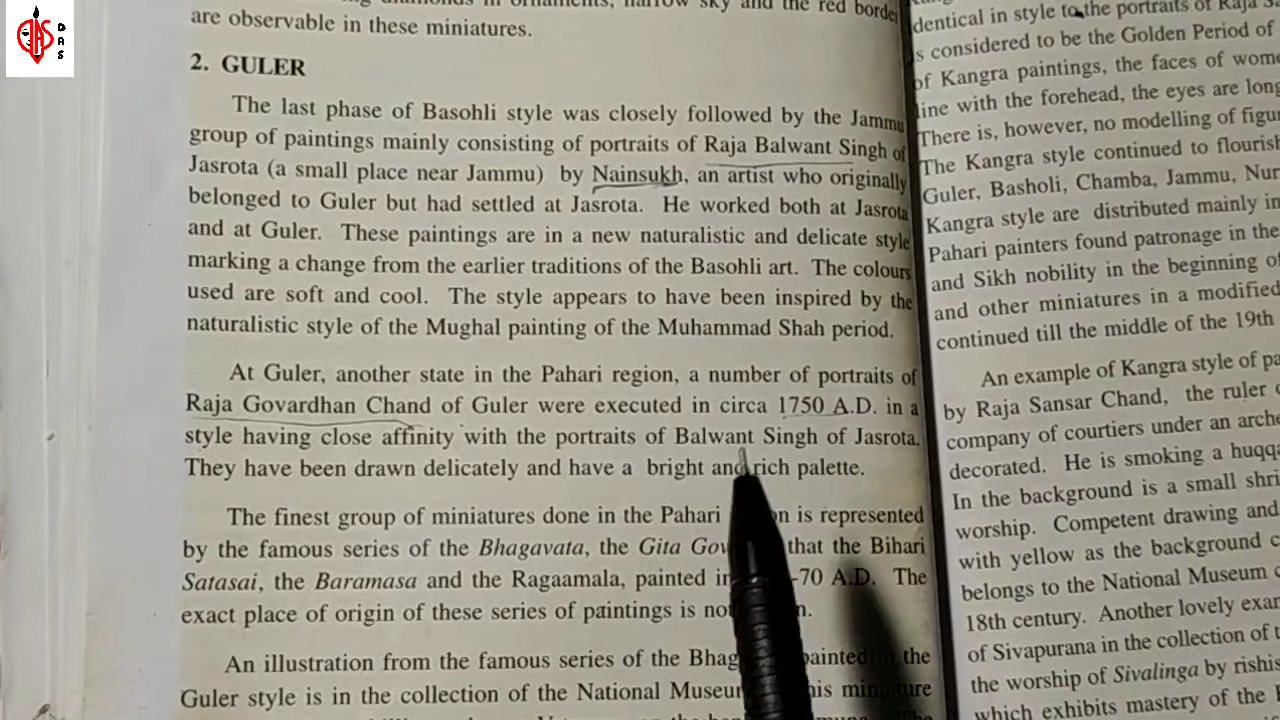 DAS
DAS
are observable in these miniatures.
2. GULER
The last phase of Basohli style was closely followed by the Jammu
group of paintings mainly consisting of portraits of Raja Balwant Singh of
Jasrota (a small place near Jammu) by Nainsukh, an artist who originally
belonged to Guler but had settled at Jasrota. He worked both at Jasrota
and at Guler. These paintings are in a new naturalistic and delicate style
marking a change from the earlier traditions of the Basohli art. The colours
used are soft and cool. The style appears to have been inspired by the
naturalistic style of the Mughal painting of the Muhammad Shah period.
At Guler, another state in the Pahari region, a number of portraits of
Raja Govardhan Chand of Guler were executed in circa 1750 A.D. in a
style having close affinity with the portraits of Balwant Singh of Jasrota.
They have been drawn delicately and have a bright and rich palette.
The finest group of miniatures done in the Pahari is represented
by the famous series of the Bhagavata, the Gita that the Bihari
Satasai, the Baramasa and the Ragaamala, painted in -70 A.D. The
exact place of origin of these series of paintings is
An illustration from the famous series of the painted the
Guler style is in the collection of the National
identical in style to the portraits of Raja
is considered to be the Golden Period of
of Kangra paintings, the faces of
line with the forehead, the eyes are
There is, however, no modelling of
The Kangra style continued to
Guler, Basholi, Chamba, Jammu,
Kangra style are distributed mainly in
Pahari painters found patronage in the
and Sikh nobility in the beginning of
and other miniatures in a modified
continued till the middle of the 19th
An example of Kangra style of
by Raja Sansar Chand, the ruler
company of courtiers under an
decorated. He is smoking a
In the background is a small
worship. Competent drawing and
with yellow as the background
belongs to the National Museum
18th century. Another lovely
of Sivapurana in the collection of
the worship of Sivalinga by
which exhibits mastery of the